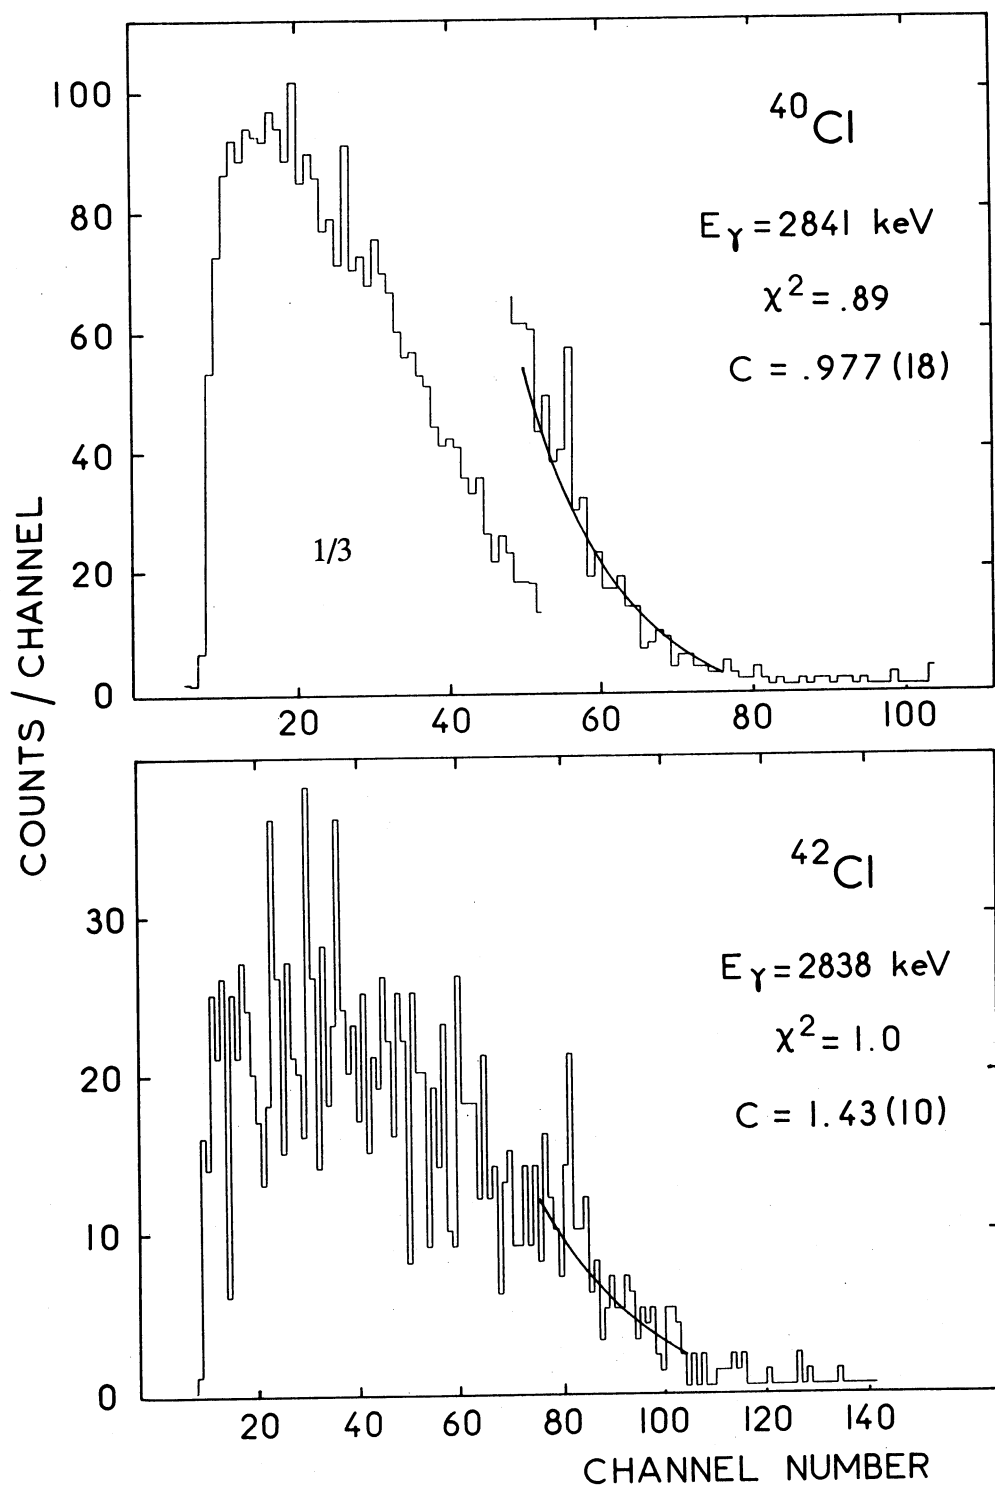 COUNTS / CHANNEL
100
80
60
40
20
0
⁴⁰Cl
Eγ = 2841 keV
χ² = .89
C = .977 (18)
1/3
20 40 60 80 100
30
20
10
0
⁴²Cl
Eγ = 2838 keV
χ² = 1.0
C = 1.43 (10)
20 40 60 80 100 120 140
CHANNEL NUMBER